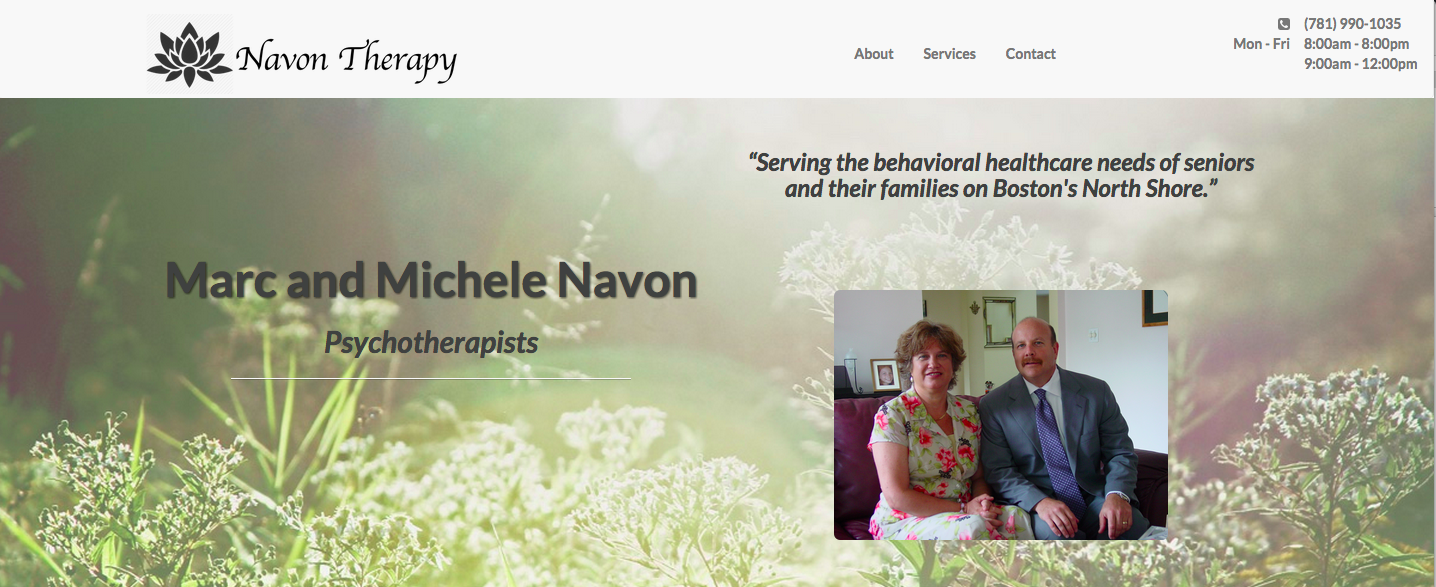 Navon Therapy
About Services Contact
(781) 990-1035
Mon - Fri 8:00am - 8:00pm
9:00am - 12:00pm
“Serving the behavioral healthcare needs of seniors
and their families on Boston's North Shore.”
Marc and Michele Navon
Psychotherapists